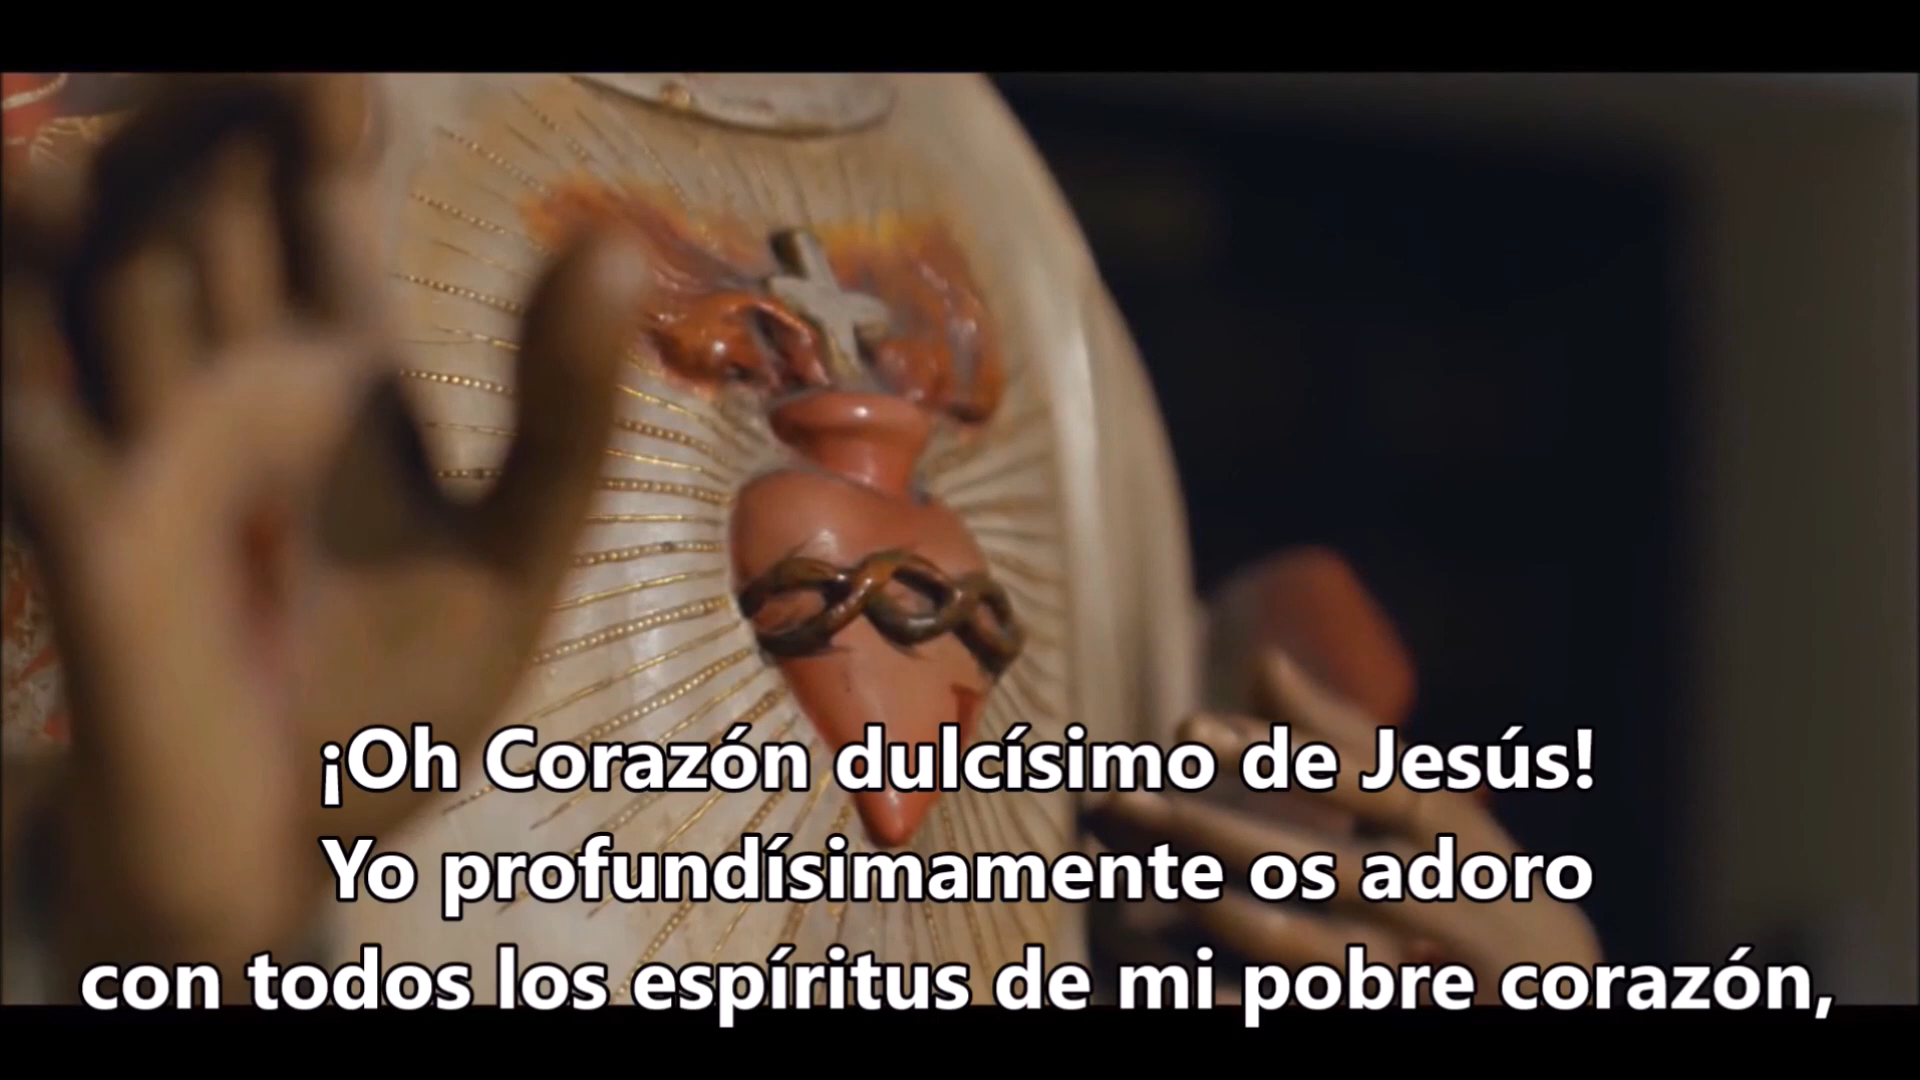 ¡Oh Corazón dulcísimo de Jesús!
Yo profundísimamente os adoro
con todos los espíritus de mi pobre corazón,